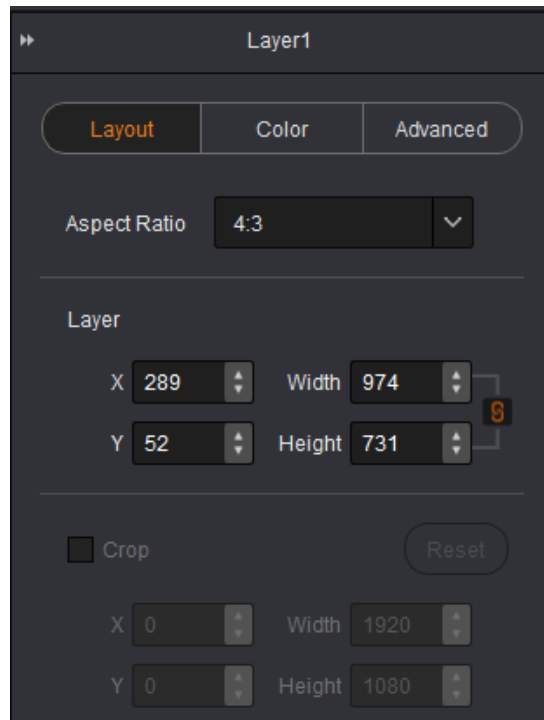 Layer1
Layout Color Advanced
Aspect Ratio 4:3
Layer
X 289 Width 974
Y 52 Height 731
Crop Reset
X 0 Width 1920
Y 0 Height 1080